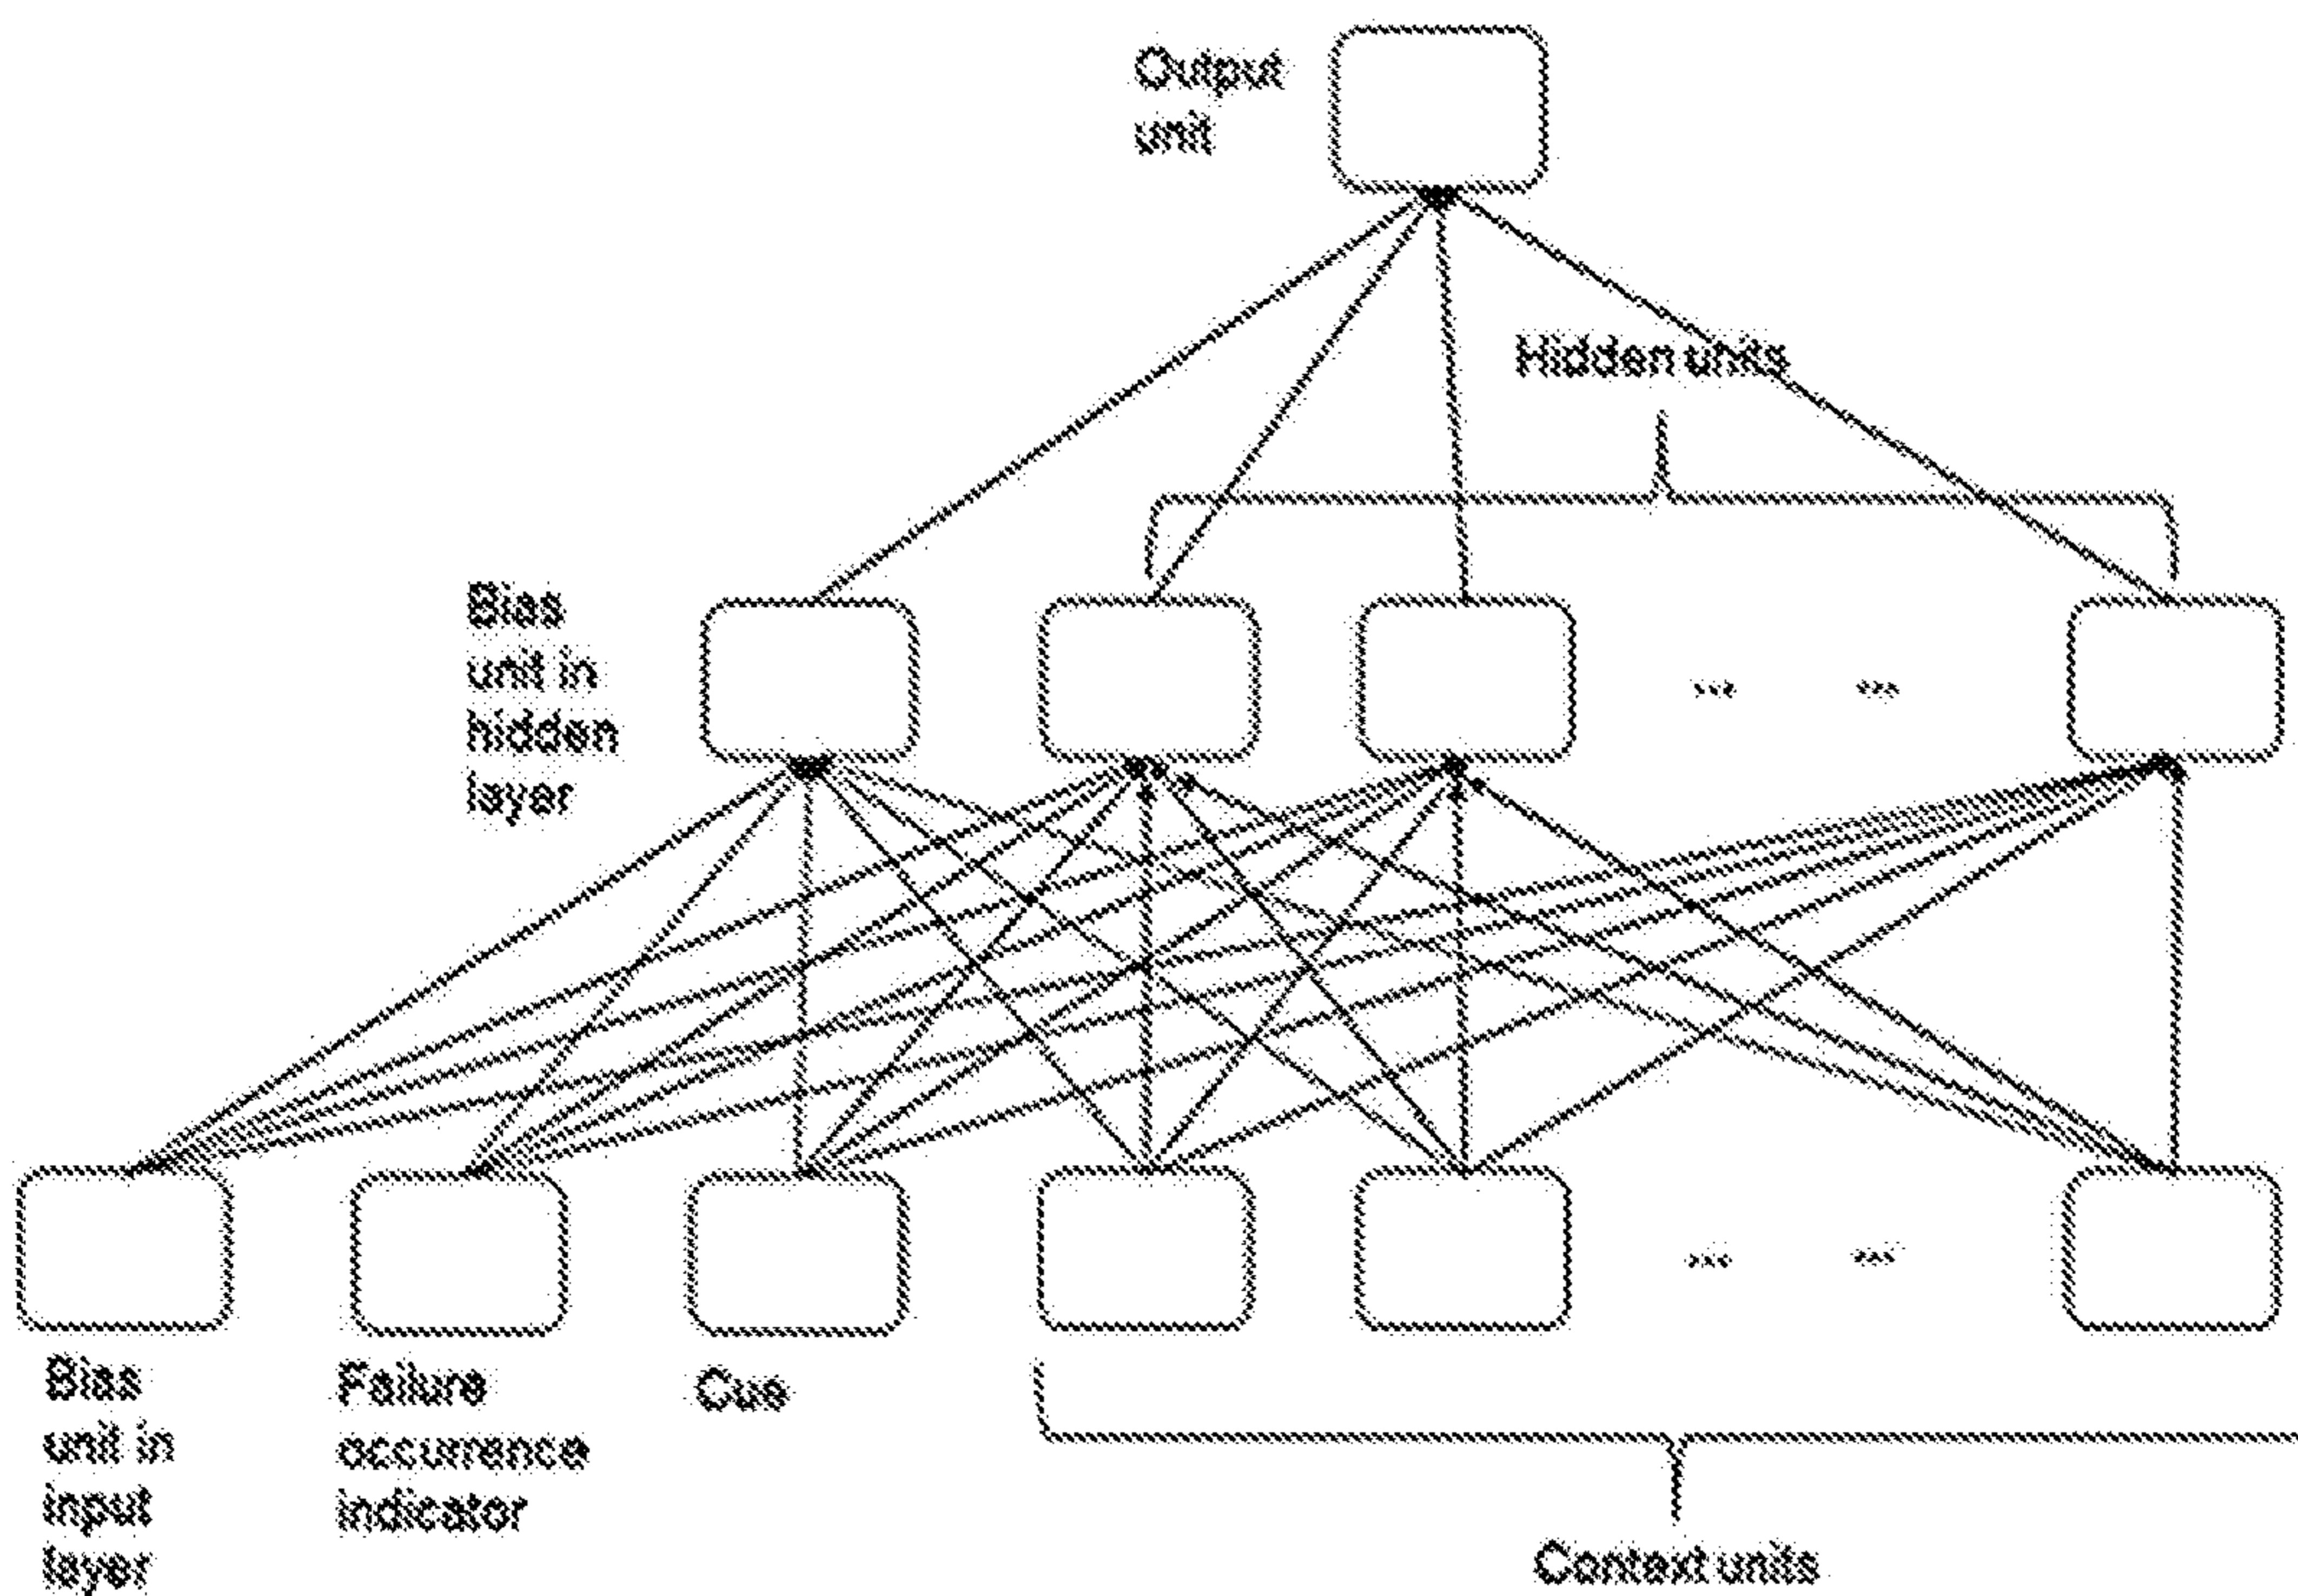 Output
unit
Hidden units
Bias
unit in
hidden
layer
... ...
... ...
Bias
unit in
input
layer
Failure
occurrence
indicator
Cue
Context units